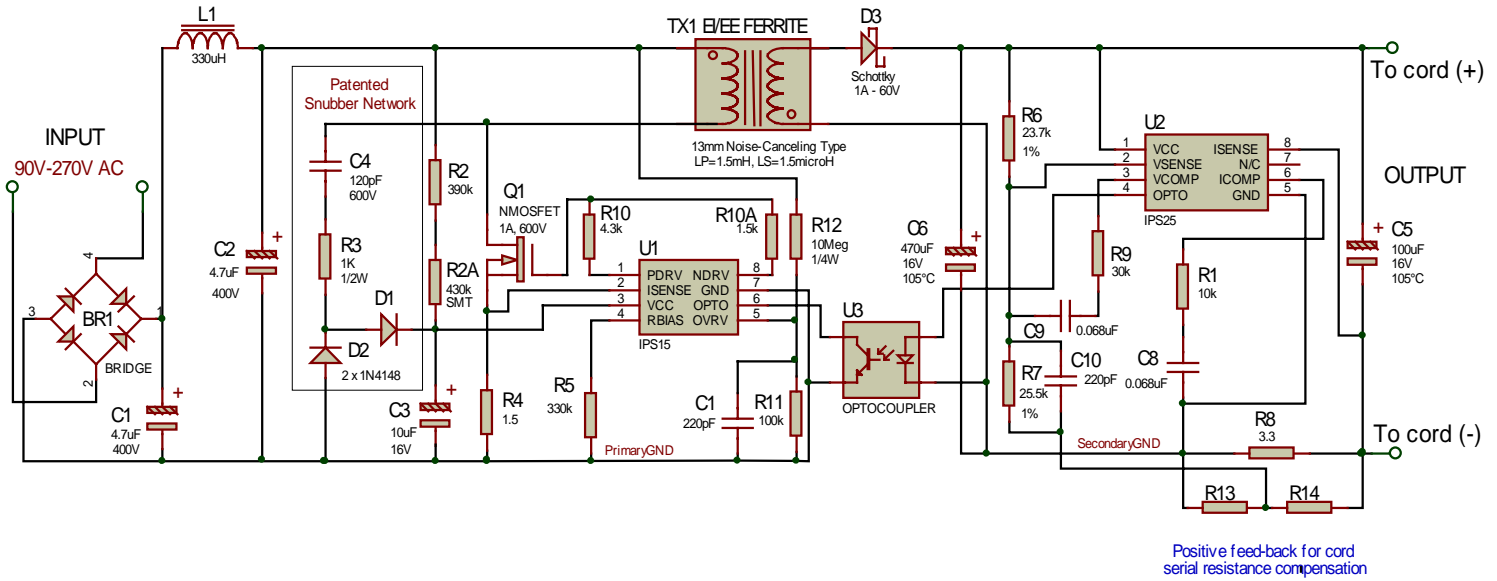 L1
330uH
TX1 EI/EE FERRITE
D3
Schottky
1A - 60V
To cord (+)
Patented
Snubber Network
INPUT
90V-270V AC
13mm Noise-Canceling Type
LP=1.5mH, LS=1.5microH
R6
23.7k
1%
U2
1 VCC ISENSE 8
2 VSENSE N/C 7
3 VCOMP ICOMP 6
4 OPTO GND 5
IPS25
OUTPUT
C4
120pF
600V
R2
390k
Q1
NMOSFET
1A, 600V
R10
4.3k
R10A
1.5k
R12
10Meg
1/4W
C2
4.7uF
400V
R3
1K
1/2W
R2A
430k
SMT
U1
1 PDRV NDRV 8
2 ISENSE GND 7
3 VCC OPTO 6
4 RBIAS OVRV 5
IPS15
C6
470uF
16V
105°C
R9
30k
R1
10k
C5
100uF
16V
105°C
4
3
BR1
1
2
BRIDGE
D1
D2
2 x 1N4148
U3
OPTOCOUPLER
C9
0.068uF
C10
220pF
C8
0.068uF
C1
4.7uF
400V
C3
10uF
16V
R4
1.5
R5
330k
C1
220pF
R11
100k
R7
25.5k
1%
R8
3.3
To cord (-)
PrimaryGND
SecondaryGND
R13
R14
Positive feed-back for cord
serial resistance compensation